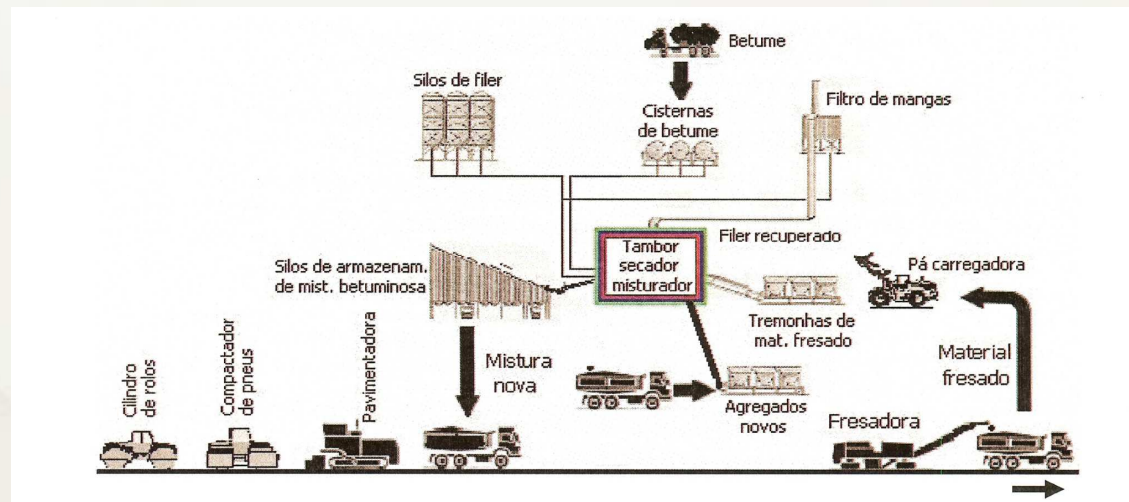 Betume
Silos de filer
Cisternas
de betume
Filtro de mangas
Filer recuperado
Tambor
secador
misturador
Silos de armazenam.
de mist. betuminosa
Pá carregadora
Tremonhas de
mat. fresado
Material
fresado
Mistura
nova
Agregados
novos
Fresadora
Cilindro
de rolos
Compactador
de pneus
Pavimentadora